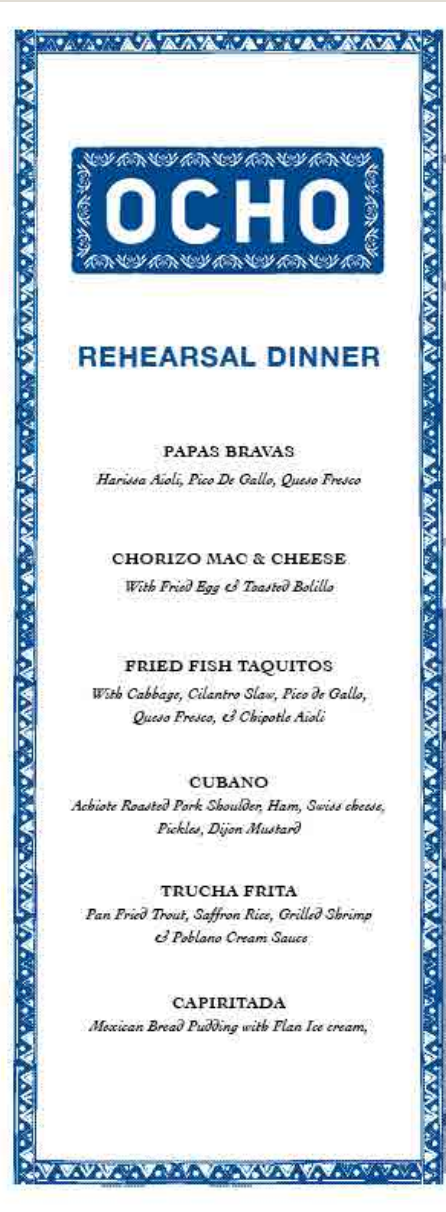 OCHO
REHEARSAL DINNER
PAPAS BRAVAS
Harissa Aioli, Pico De Gallo, Queso Fresco
CHORIZO MAC & CHEESE
With Fried Egg & Toasted Bolillo
FRIED FISH TAQUITOS
With Cabbage, Cilantro Slaw, Pico de Gallo,
Queso Fresco, & Chipotle Aioli
CUBANO
Achiote Roasted Pork Shoulder, Ham, Swiss cheese,
Pickles, Dijon Mustard
TRUCHA FRITA
Pan Fried Trout, Saffron Rice, Grilled Shrimp
& Poblano Cream Sauce
CAPIRITADA
Mexican Bread Pudding with Flan Ice cream,